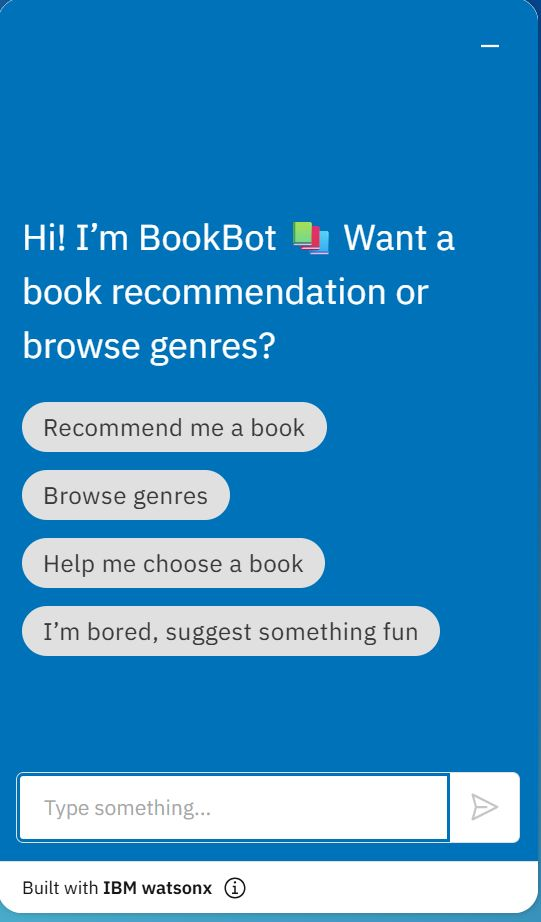 Hi! I’m BookBot 📚 Want a
book recommendation or
browse genres?
Recommend me a book
Browse genres
Help me choose a book
I’m bored, suggest something fun
Type something...
Built with IBM watsonx